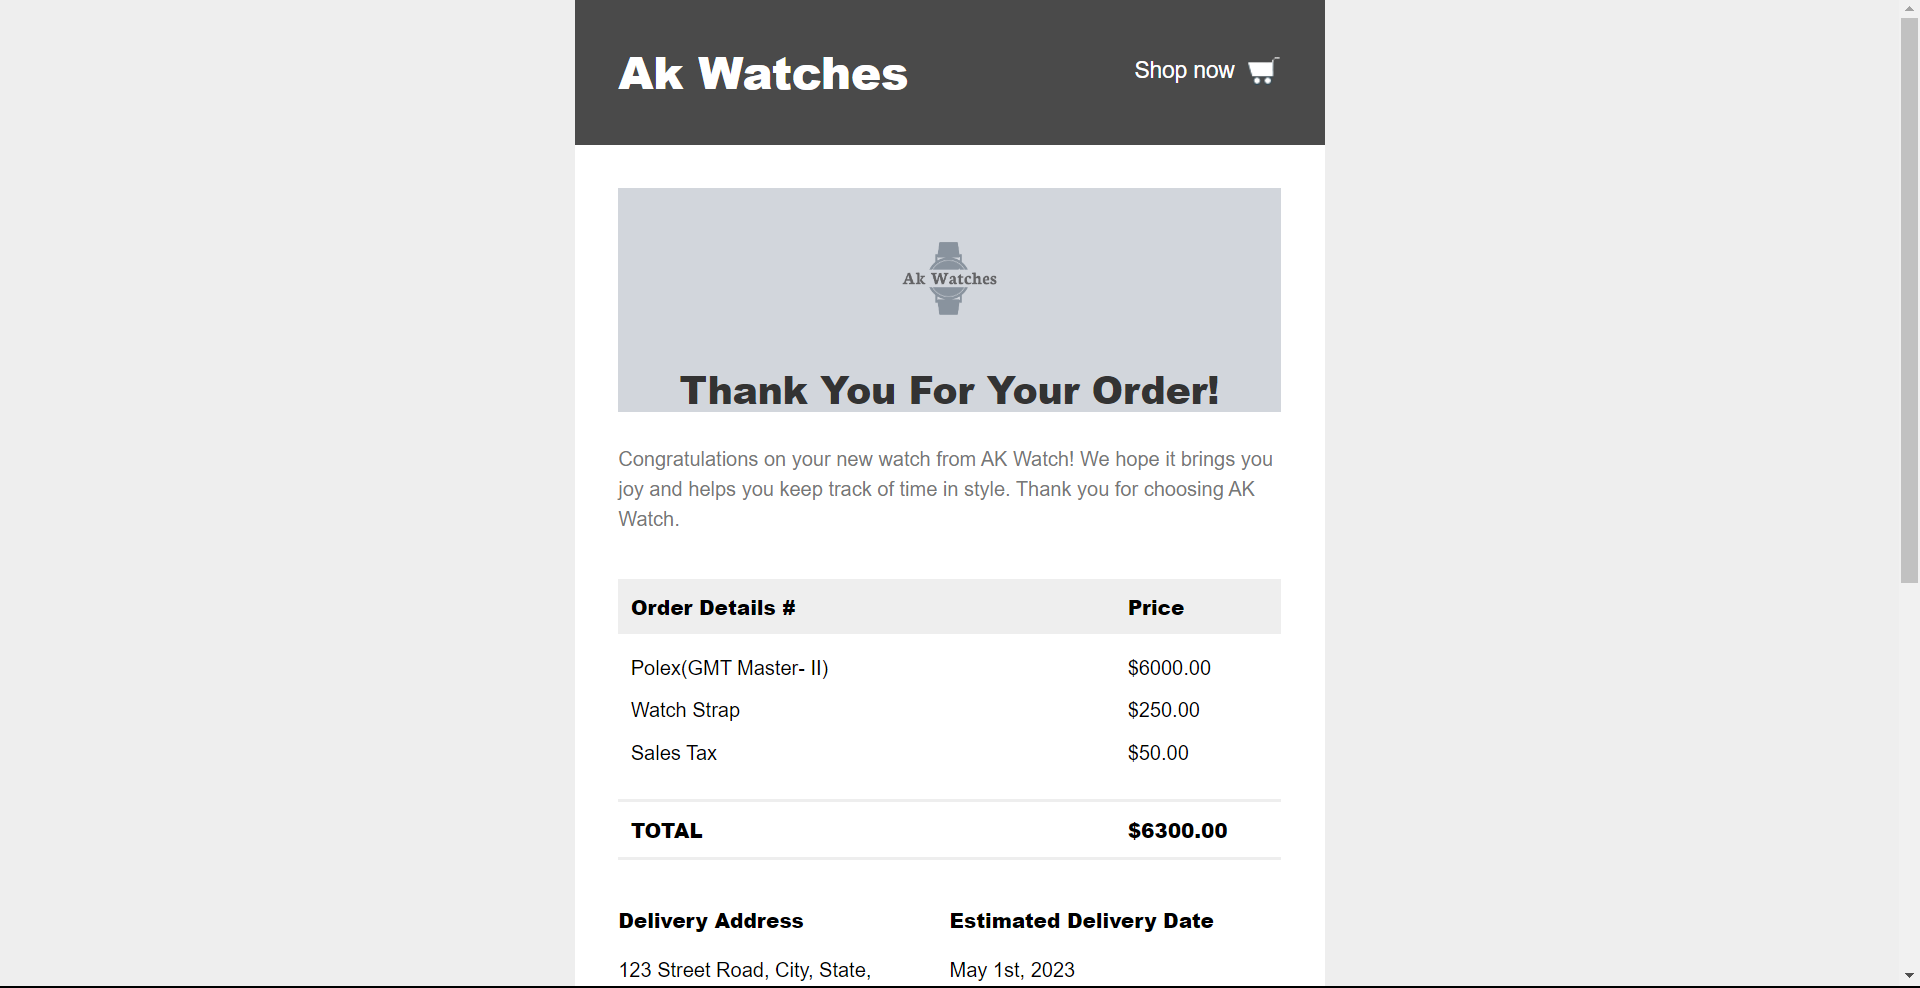 Ak Watches
Shop now
Ak Watches
Thank You For Your Order!
Congratulations on your new watch from AK Watch! We hope it brings you
joy and helps you keep track of time in style. Thank you for choosing AK
Watch.
Order Details # Price
Polex(GMT Master- II) $6000.00
Watch Strap $250.00
Sales Tax $50.00
TOTAL $6300.00
Delivery Address Estimated Delivery Date
123 Street Road, City, State, May 1st, 2023